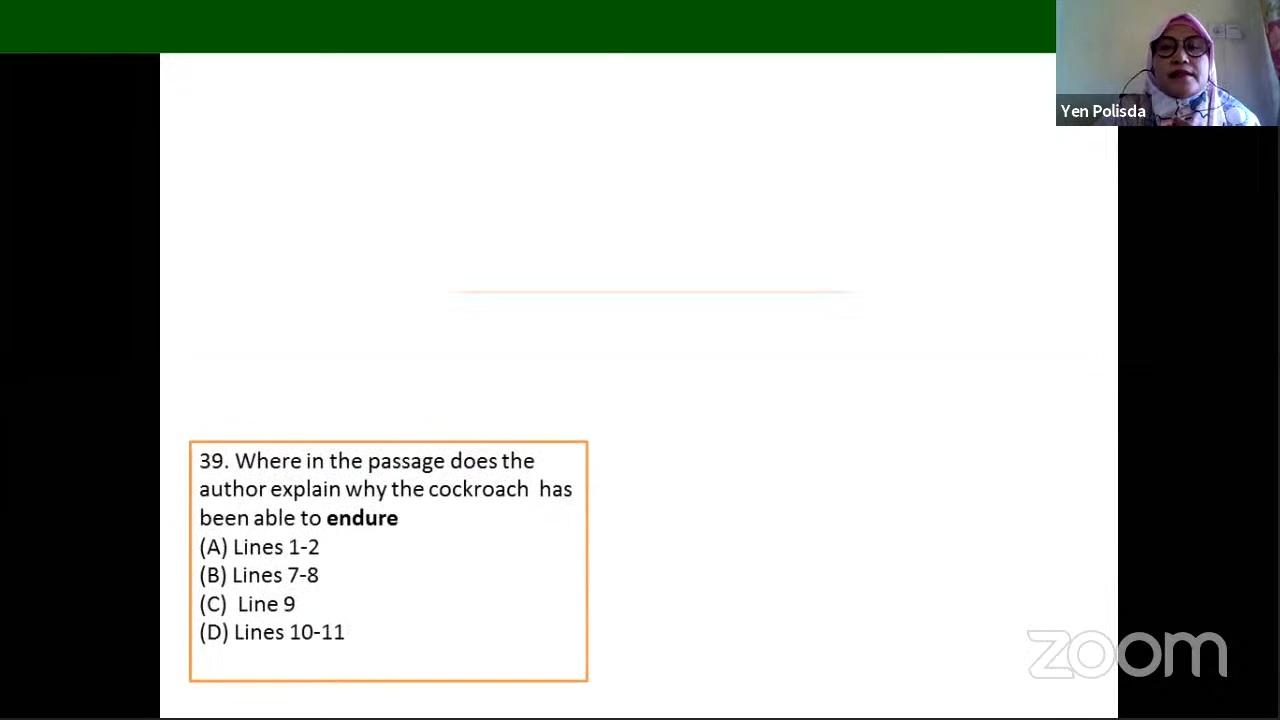 Yen Polisda
39. Where in the passage does the
author explain why the cockroach has
been able to endure
(A) Lines 1-2
(B) Lines 7-8
(C) Line 9
(D) Lines 10-11
zoom